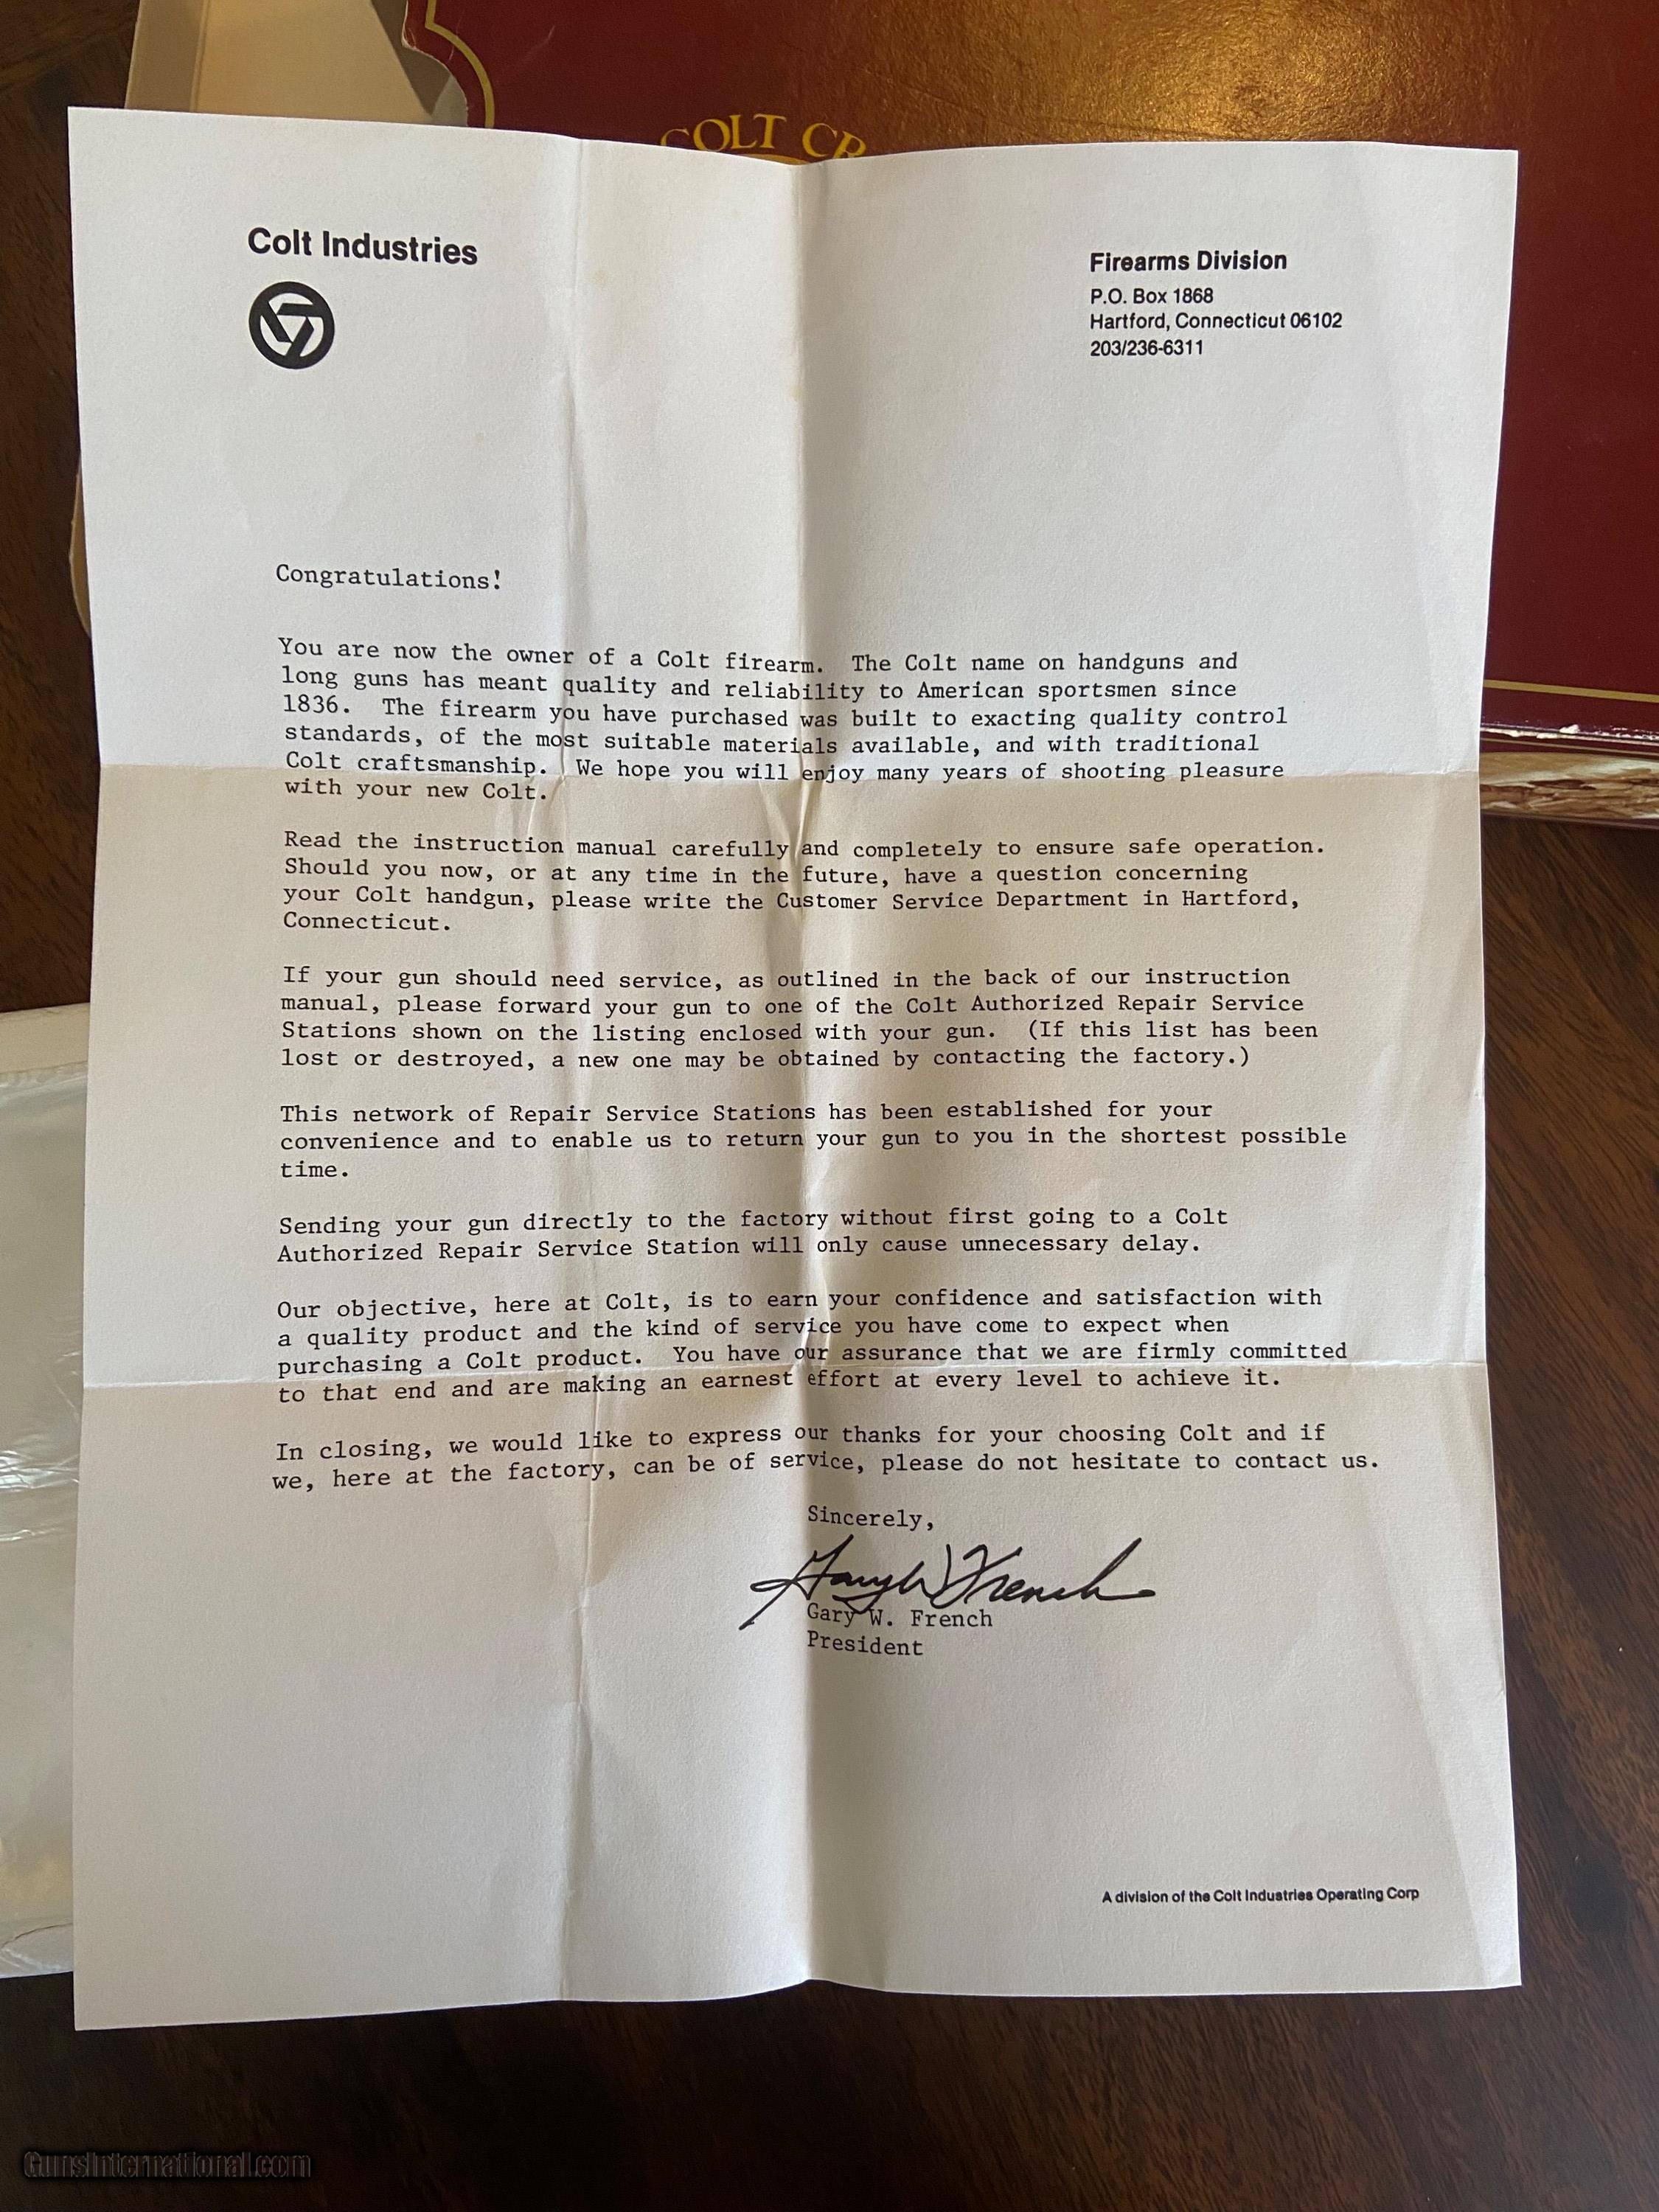 COLT
Colt Industries
Firearms Division
P.O. Box 1868
Hartford, Connecticut 06102
203/236-6311
Congratulations!
You are now the owner of a Colt firearm.  The Colt name on handguns and
long guns has meant quality and reliability to American sportsmen since
1836.  The firearm you have purchased was built to exacting quality control
standards, of the most suitable materials available, and with traditional
Colt craftsmanship.  We hope you will enjoy many years of shooting pleasure
with your new Colt.
Read the instruction manual carefully and completely to ensure safe operation.
Should you now, or at any time in the future, have a question concerning
your Colt handgun, please write the Customer Service Department in Hartford,
Connecticut.
If your gun should need service, as outlined in the back of our instruction
manual, please forward your gun to one of the Colt Authorized Repair Service
Stations shown on the listing enclosed with your gun.  (If this list has been
lost or destroyed, a new one may be obtained by contacting the factory.)
This network of Repair Service Stations has been established for your
convenience and to enable us to return your gun to you in the shortest possible
time.
Sending your gun directly to the factory without first going to a Colt
Authorized Repair Service Station will only cause unnecessary delay.
Our objective, here at Colt, is to earn your confidence and satisfaction with
a quality product and the kind of service you have come to expect when
purchasing a Colt product.  You have our assurance that we are firmly committed
to that end and are making an earnest effort at every level to achieve it.
In closing, we would like to express our thanks for your choosing Colt and if
we, here at the factory, can be of service, please do not hesitate to contact us.
Sincerely,
Gary W French
Gary W. French
President
A division of the Colt Industries Operating Corp
GunsInternational.com